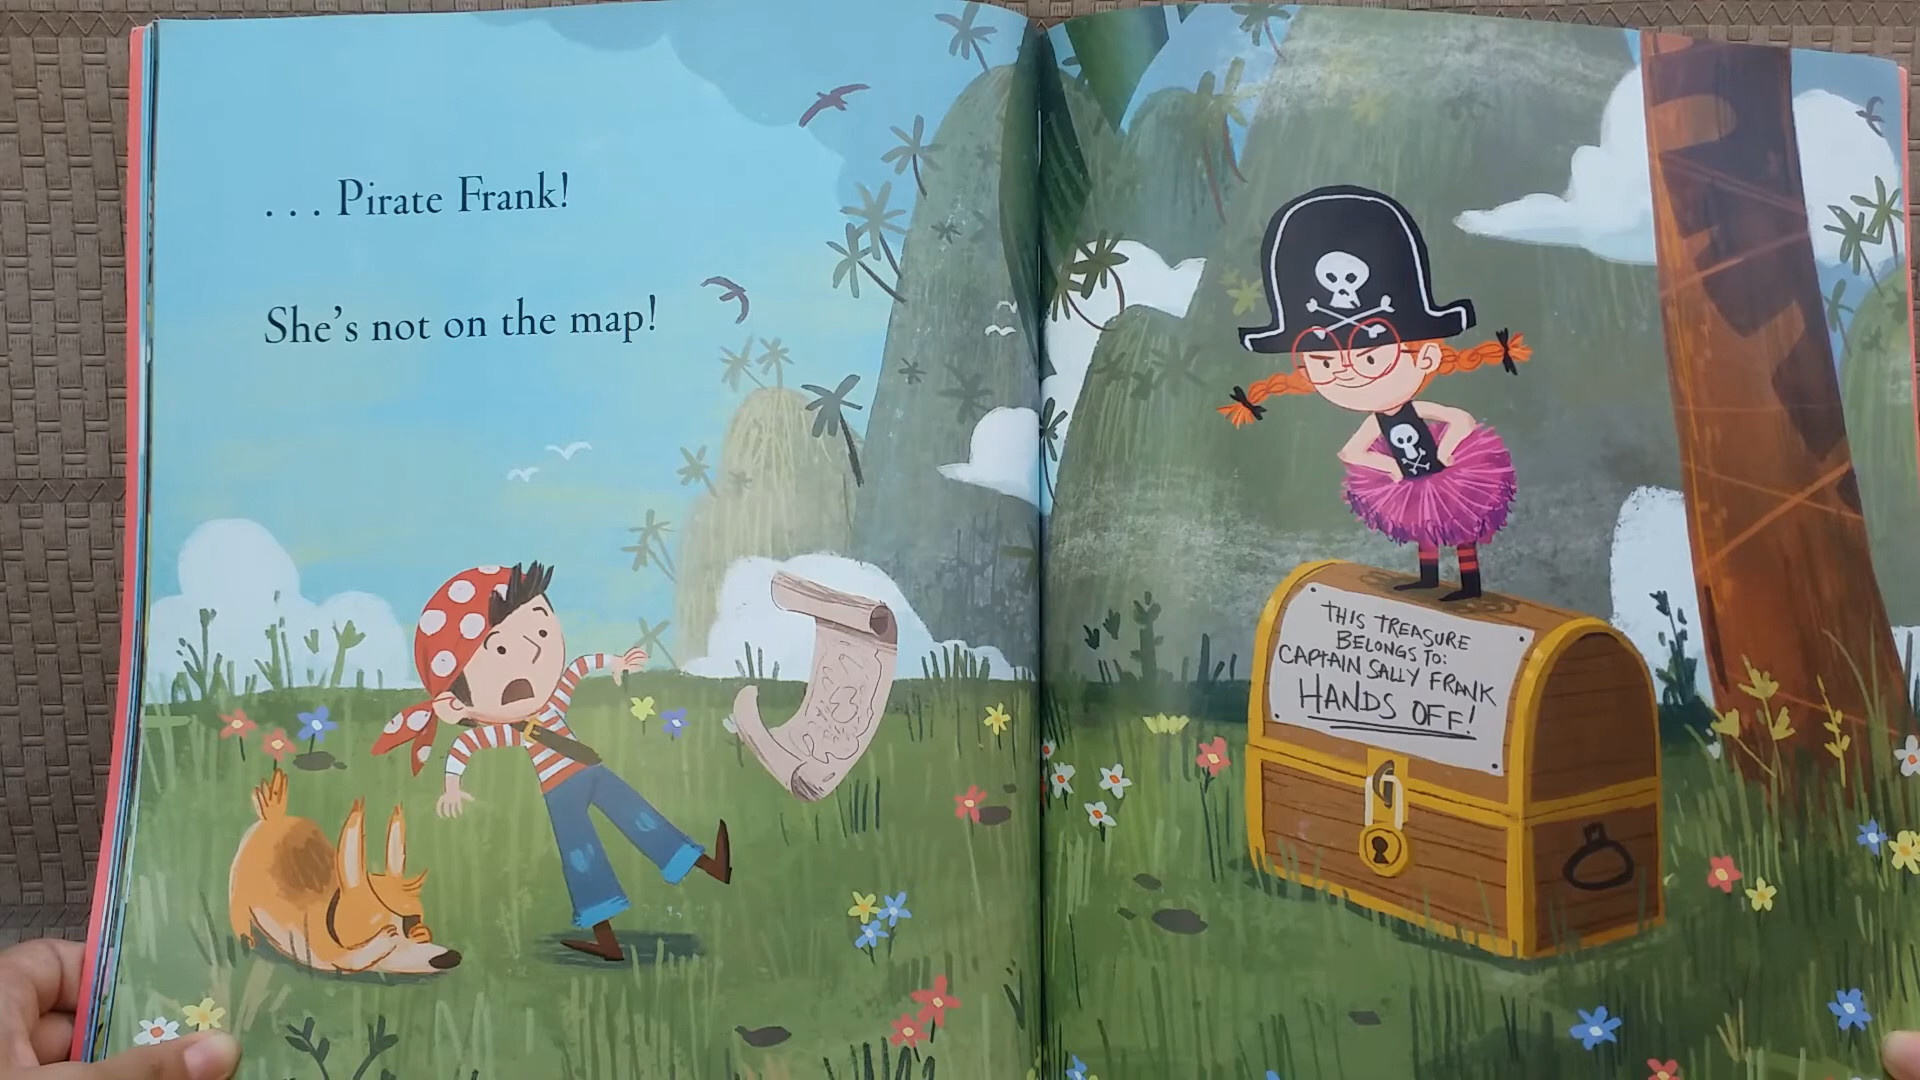 . . . Pirate Frank!
She's not on the map!
THIS TREASURE
BELONGS TO:
CAPTAIN SALLY FRANK
HANDS OFF!